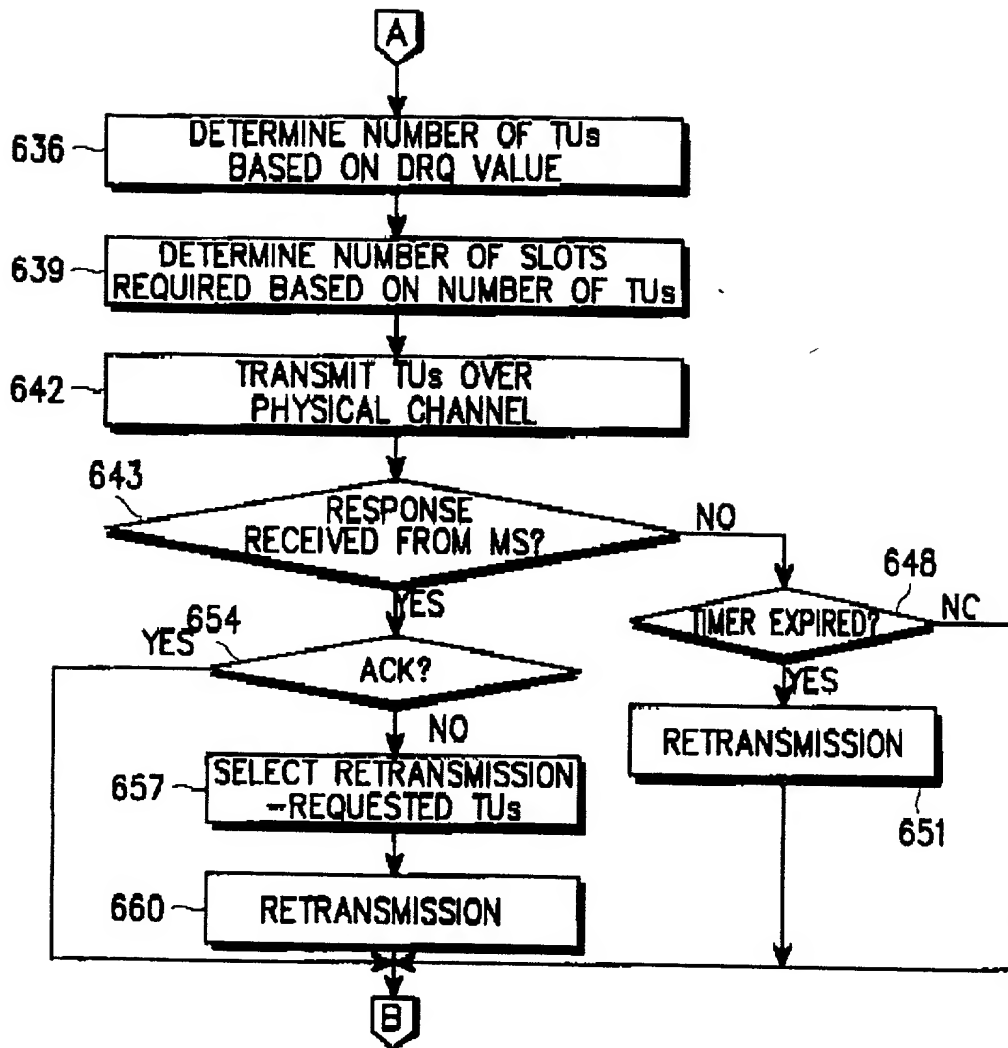 A
636
DETERMINE NUMBER OF TUs
BASED ON DRQ VALUE
639
DETERMINE NUMBER OF SLOTS
REQUIRED BASED ON NUMBER OF TUs
642
TRANSMIT TUs OVER
PHYSICAL CHANNEL
643
RESPONSE
RECEIVED FROM MS?
NO
YES
648
TIMER EXPIRED?
NO
YES
654
YES
ACK?
NO
RETRANSMISSION
651
657
SELECT RETRANSMISSION
-REQUESTED TUs
660
RETRANSMISSION
B